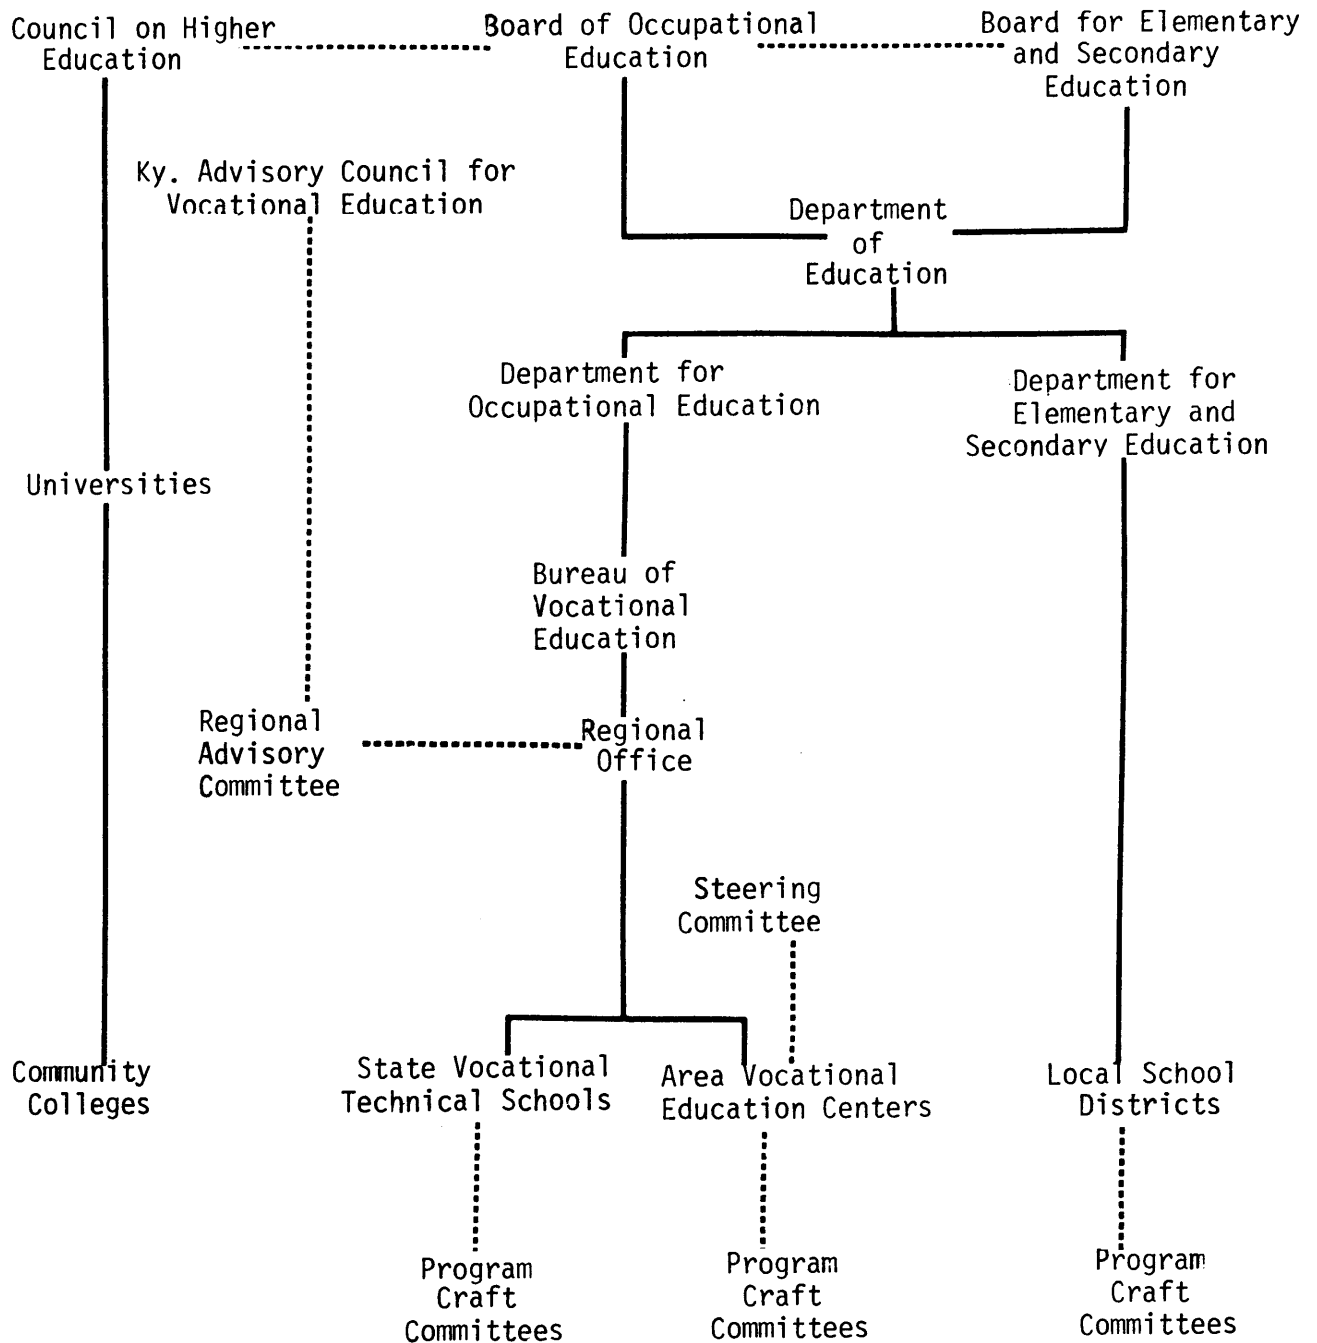 Council on Higher
Education
Board of Occupational
Education
Board for Elementary
and Secondary
Education
Ky. Advisory Council for
Vocational Education
Department
of
Education
Department for
Occupational Education
Department for
Elementary and
Secondary Education
Universities
Bureau of
Vocational
Education
Regional
Advisory
Committee
Regional
Office
Steering
Committee
Community
Colleges
State Vocational
Technical Schools
Area Vocational
Education Centers
Local School
Districts
Program
Craft
Committees
Program
Craft
Committees
Program
Craft
Committees